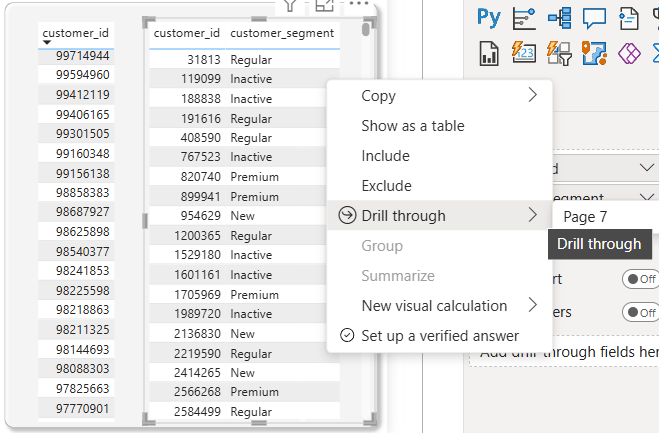 Py
123
customer_id
99714944
99594960
99412119
99406165
99301505
99160348
99156138
98858383
98687927
98625898
98540377
98241853
98225598
98218863
98211325
98144693
98088303
97825663
97770901
customer_id customer_segment
31813 Regular
119099 Inactive
188838 Inactive
191616 Regular
408590 Regular
767523 Inactive
820740 Premium
899941 Premium
954629 New
1200365 Regular
1529180 Inactive
1601161 Inactive
1705969 Premium
1989720 Inactive
2136830 New
2219590 Regular
2414265 New
2566268 Premium
2584499 Regular
Copy
Show as a table
Include
Exclude
Drill through
Group
Summarize
New visual calculation
Set up a verified answer
Page 7
Drill through
d
egment
rt Off
ers Off
Add drill through fields her